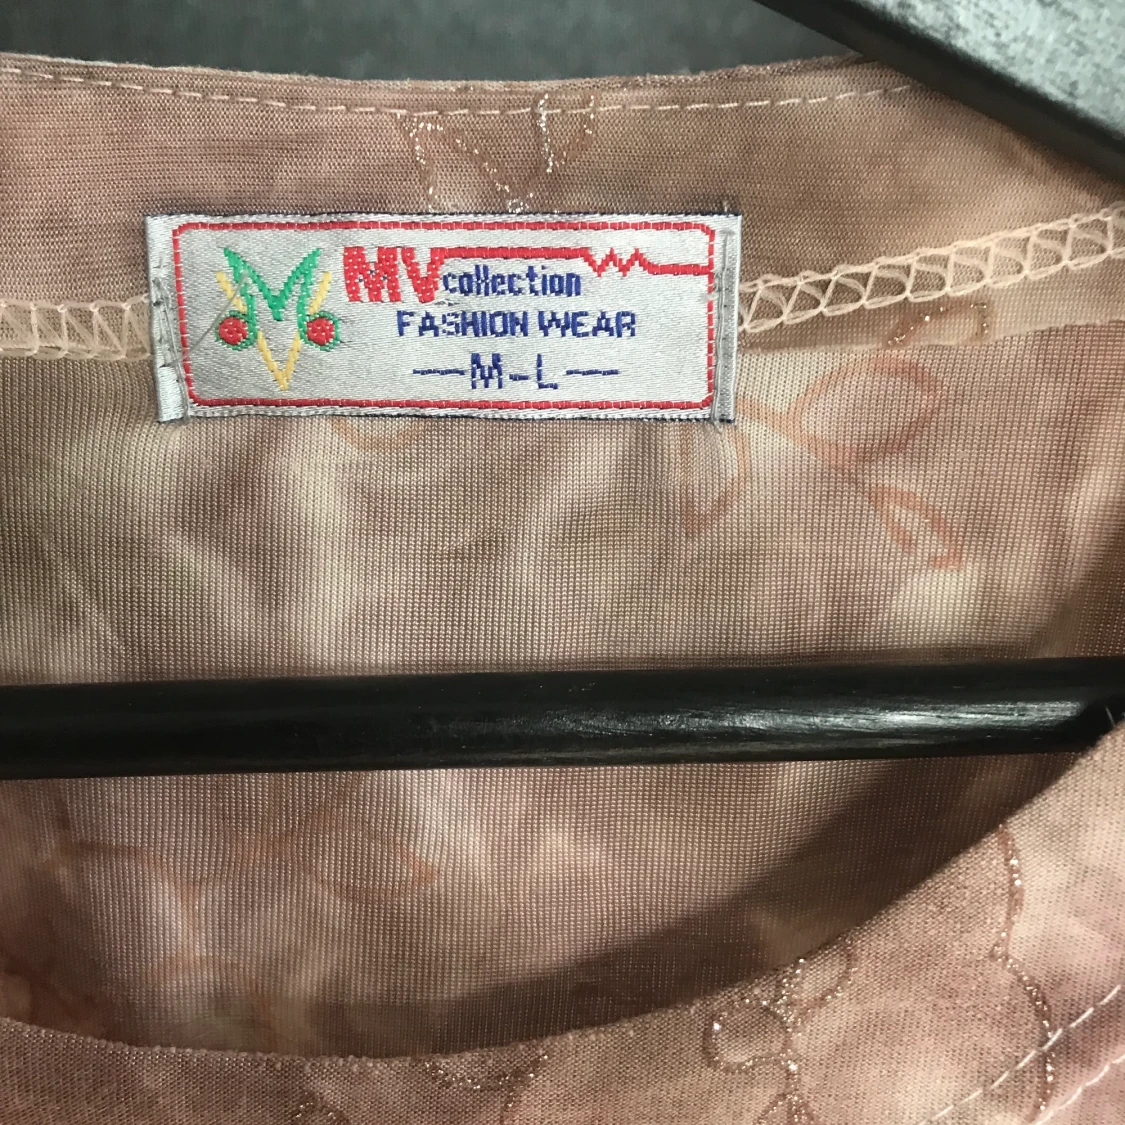 MV collection
FASHION WEAR
—M-L—